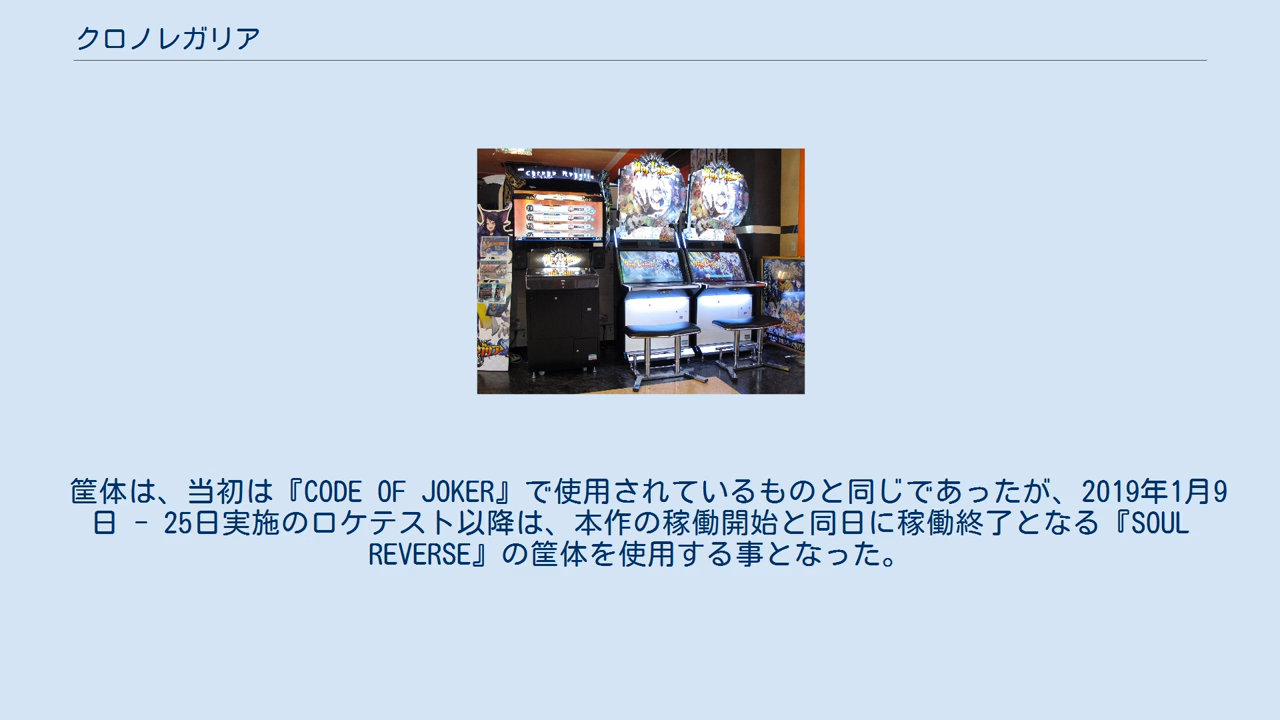 クロノレガリア
Chrono Regalia
筐体は、当初は『CODE OF JOKER』で使用されているものと同じであったが、2019年1月9
日 － 25日実施のロケテスト以降は、本作の稼働開始と同日に稼働終了となる『SOUL
REVERSE』の筐体を使用する事となった。